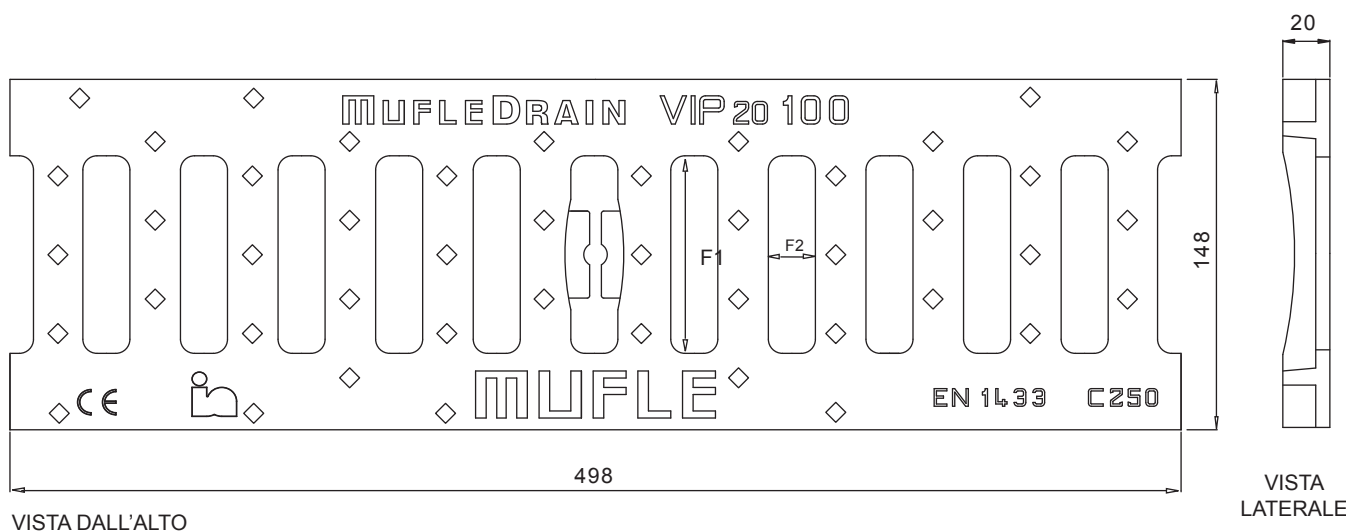 20
MUFLEDRAIN VIP 20 100
F1
F2
148
MUFLE
CE
in
EN 1433 C250
498
VISTA DALL'ALTO
VISTA
LATERALE